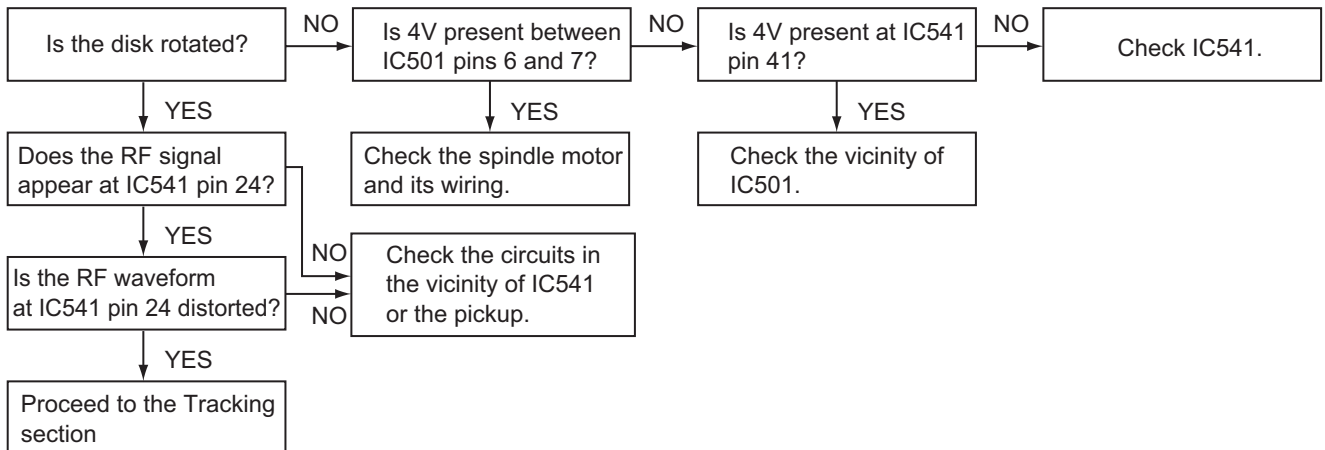 Is the disk rotated?
NO
Is 4V present between
IC501 pins 6 and 7?
NO
Is 4V present at IC541
pin 41?
NO
Check IC541.
YES
YES
YES
Does the RF signal
appear at IC541 pin 24?
Check the spindle motor
and its wiring.
Check the vicinity of
IC501.
YES
NO
Check the circuits in
the vicinity of IC541
or the pickup.
Is the RF waveform
at IC541 pin 24 distorted?
NO
YES
Proceed to the Tracking
section